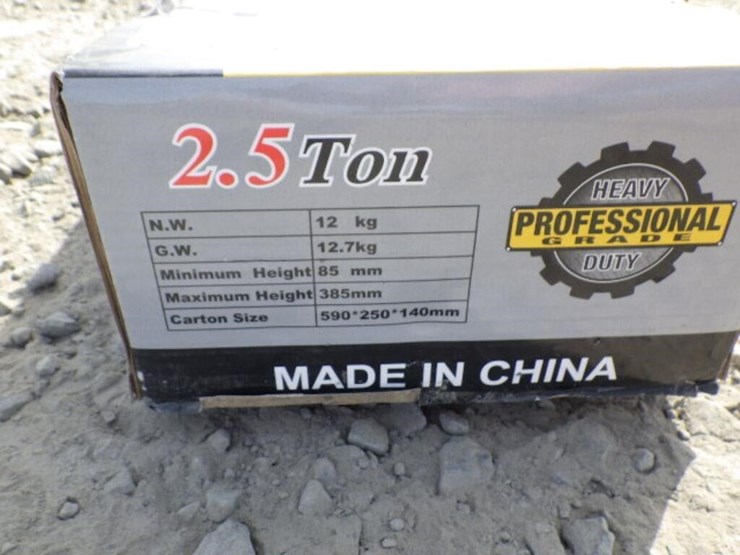 2.5 Ton
N.W. 12 kg
G.W. 12.7kg
Minimum Height 85 mm
Maximum Height 385mm
Carton Size 590*250*140mm
HEAVY
PROFESSIONAL
GRADE
DUTY
MADE IN CHINA